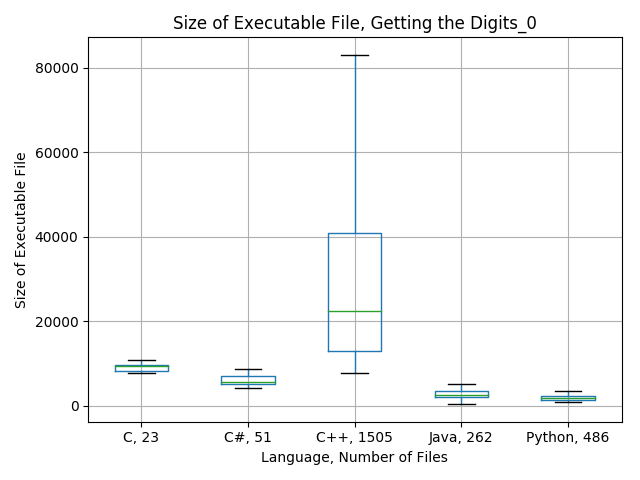 Size of Executable File, Getting the Digits_0
Size of Executable File
80000
60000
40000
20000
0
C, 23 C#, 51 C++, 1505 Java, 262 Python, 486
Language, Number of Files